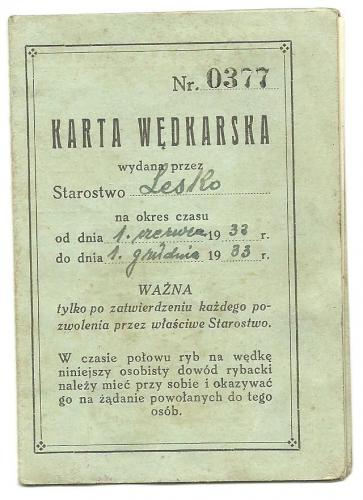 Nr. 0377
KARTA WĘDKARSKA
wydana przez
Starostwo Lesko
na okres czasu
od dnia 1. czerwca 1933 r.
do dnia 1. grudnia 1933 r.
WAŻNA
tylko po zatwierdzeniu każdego po-
zwolenia przez właściwe Starostwo.
W czasie połowu ryb na wędkę
niniejszy osobisty dowód rybacki
należy mieć przy sobie i okazywać
go na żądanie powołanych do tego
osób.